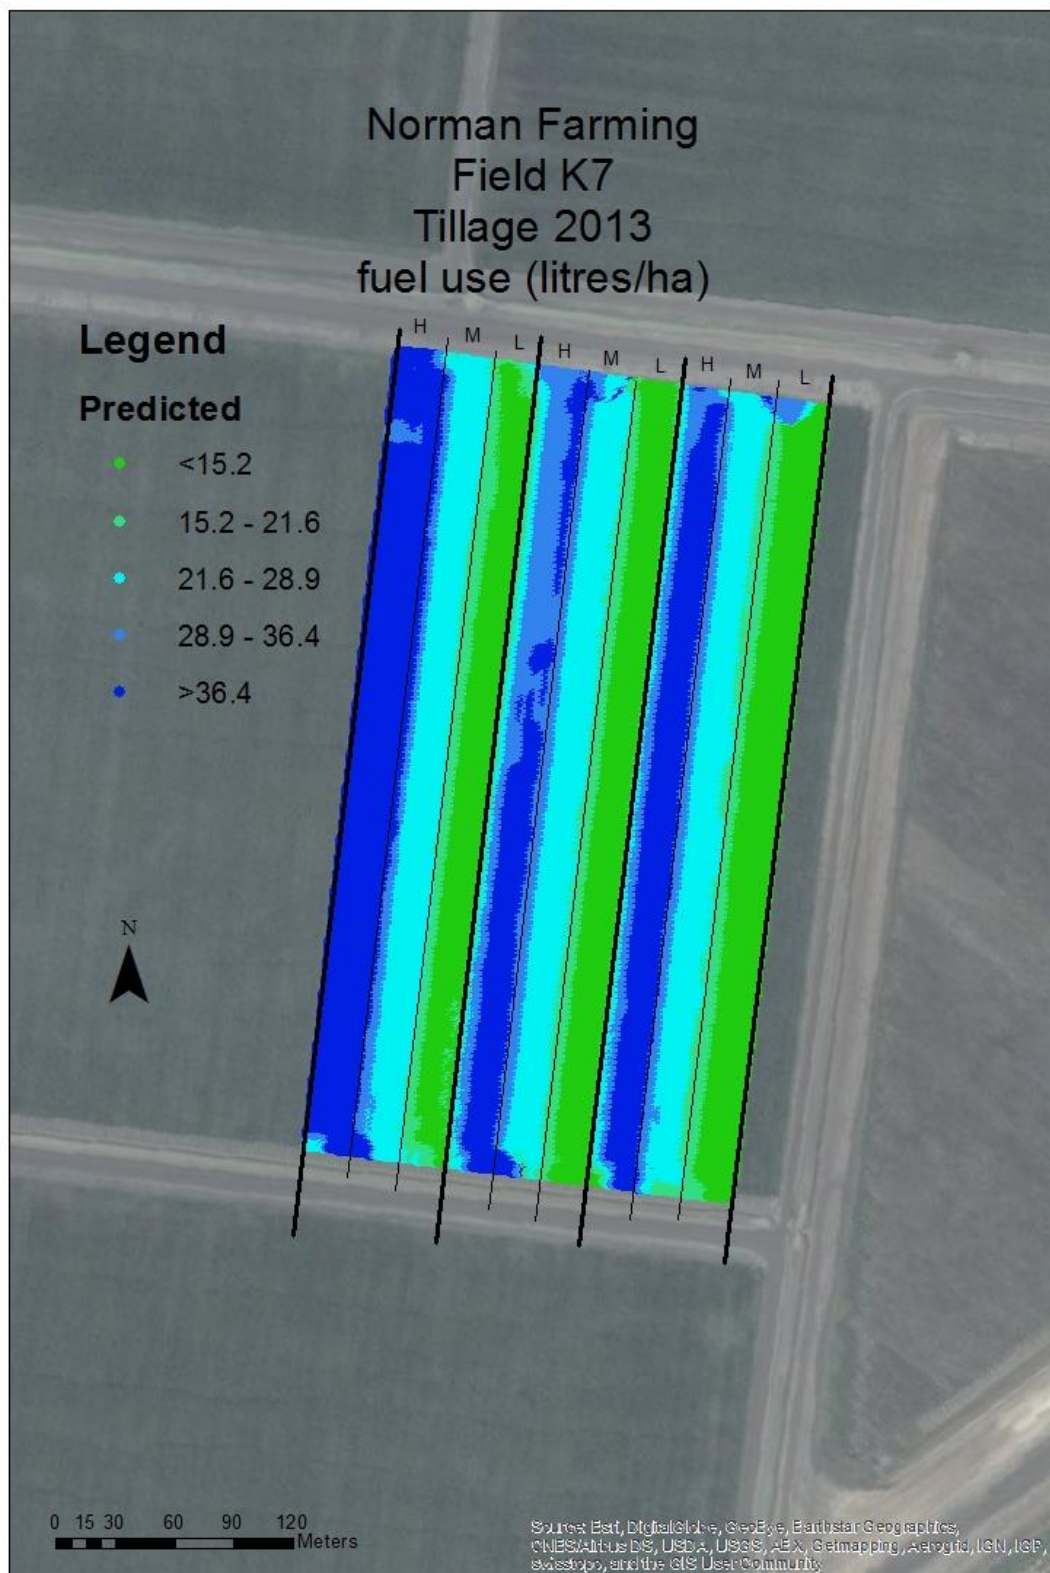 Norman Farming
Field K7
Tillage 2013
fuel use (litres/ha)
Legend
Predicted
<15.2
15.2 - 21.6
21.6 - 28.9
28.9 - 36.4
>36.4
H M L H M L H M L
N
0 15 30 60 90 120
Meters
Source: Esri, DigitalGlobe, GeoEye, Earthstar Geographics,
CNES/Airbus DS, USDA, USGS, AEX, Getmapping, Aerogrid, IGN, IGP,
swisstopo, and the GIS User Community